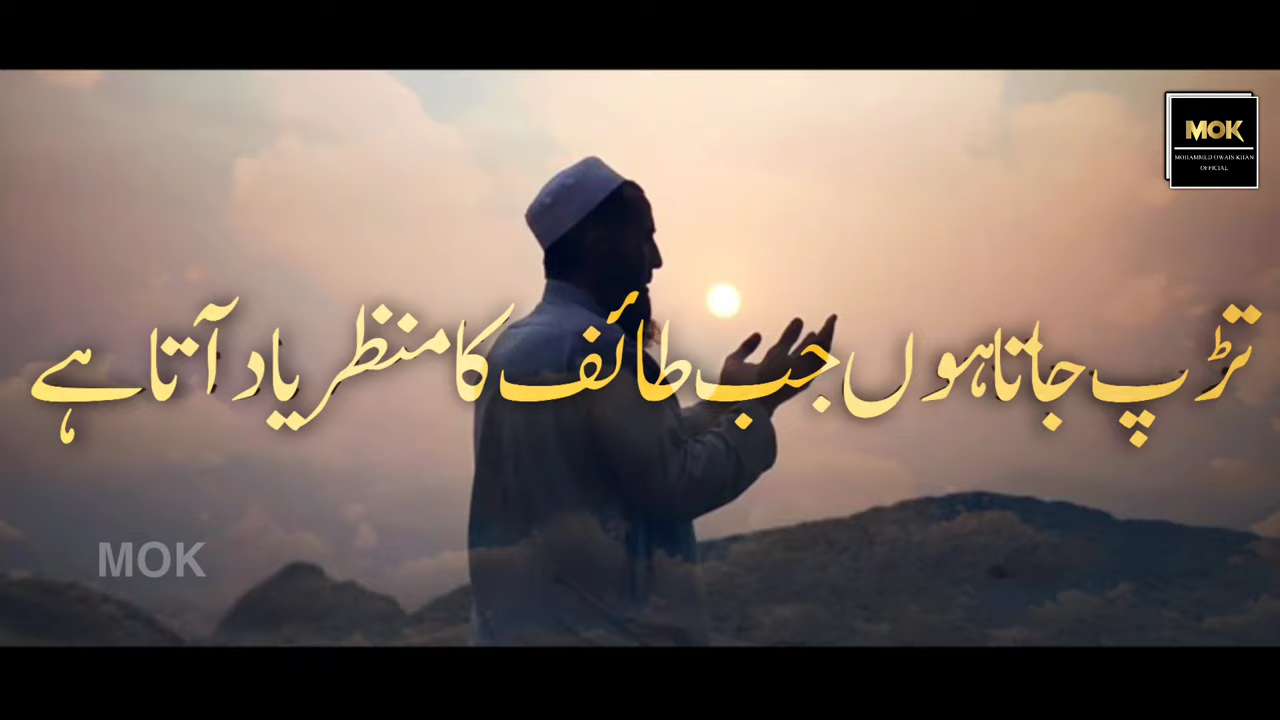 MOK
MOHAMMED OWAIS KHAN
OFFICIAL
تڑپ جاتا ہوں جب طائف کا منظر یاد آتا ہے
MOK